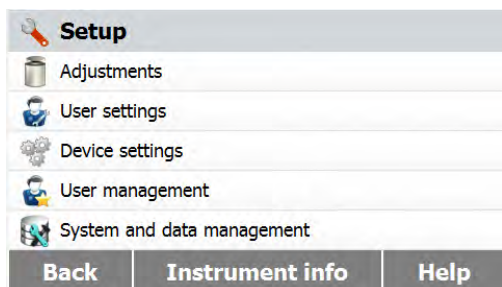 Setup
Adjustments
User settings
Device settings
User management
System and data management
Back Instrument info Help